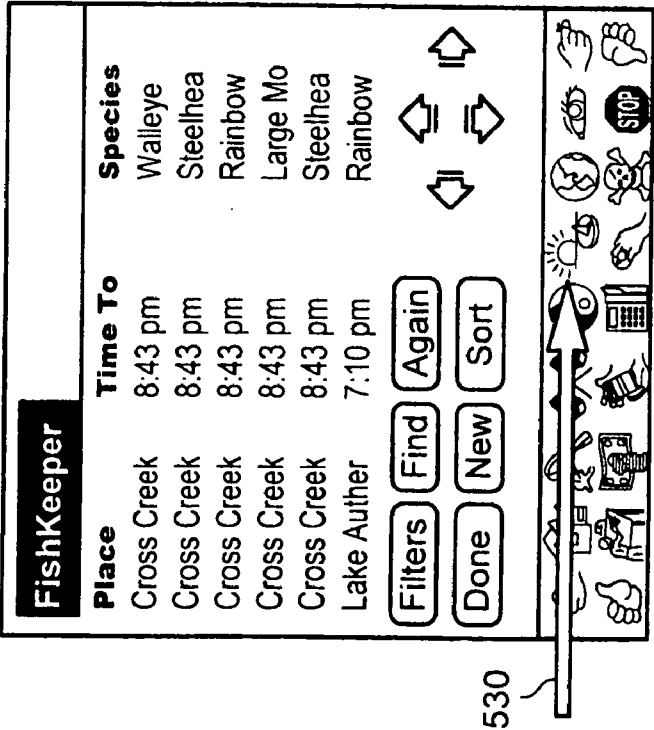 FishKeeper
Place Time To Species
Cross Creek 8:43 pm Walleye
Cross Creek 8:43 pm Steelhea
Cross Creek 8:43 pm Rainbow
Cross Creek 8:43 pm Large Mo
Cross Creek 8:43 pm Steelhea
Lake Auther 7:10 pm Rainbow
Filters Find Again
Done New Sort
STOP
530